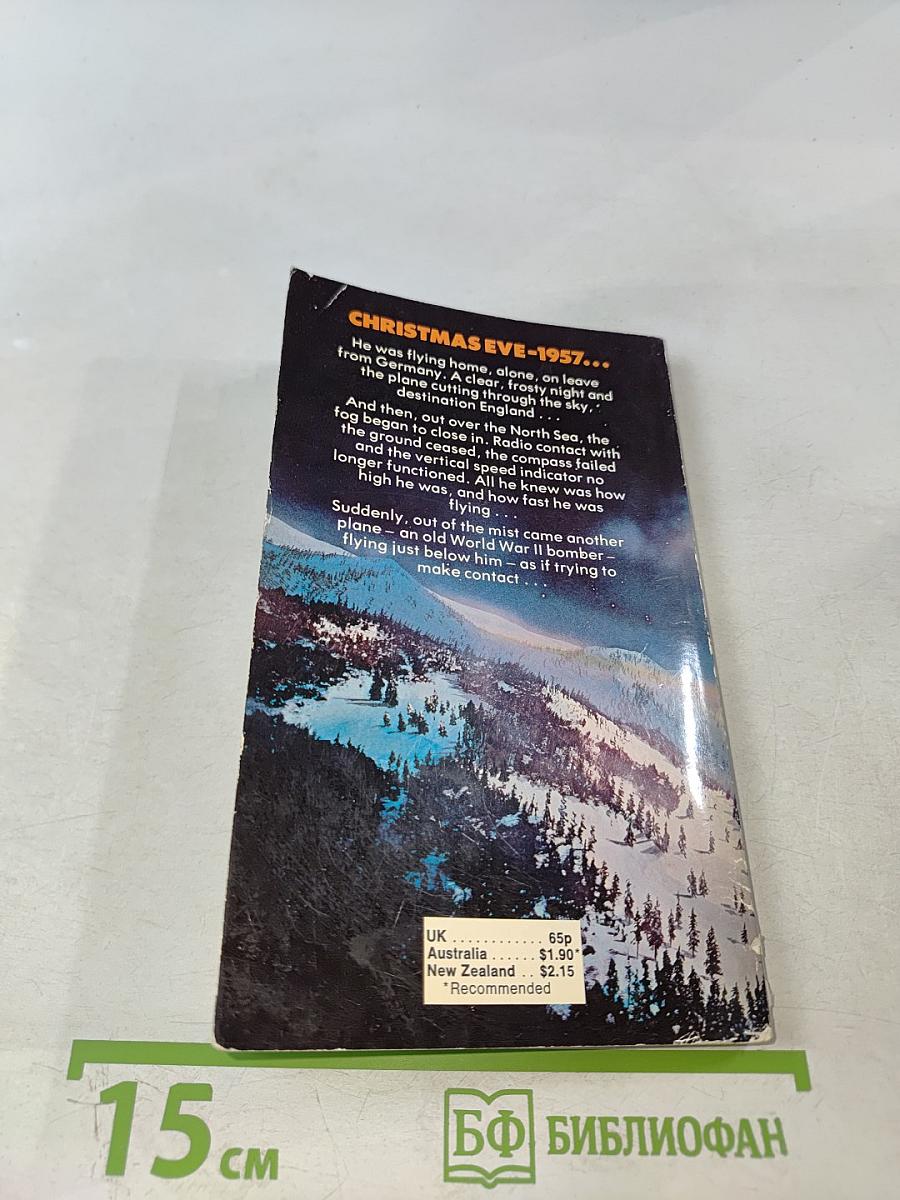 CHRISTMAS EVE-1957...
He was flying home, alone, on leave
from Germany. A clear, frosty night and
the plane cutting through the sky,
destination England ...
And then, out over the North Sea, the
fog began to close in. Radio contact with
the ground ceased, the compass failed
and the vertical speed indicator no
longer functioned. All he knew was how
high he was, and how fast he was
flying ...
Suddenly, out of the mist came another
plane – an old World War II bomber –
flying just below him – as if trying to
make contact ...
UK ............ 65p
Australia ...... $1.90*
New Zealand .. $2.15
*Recommended
15 см
БФ БИБЛИОФАН